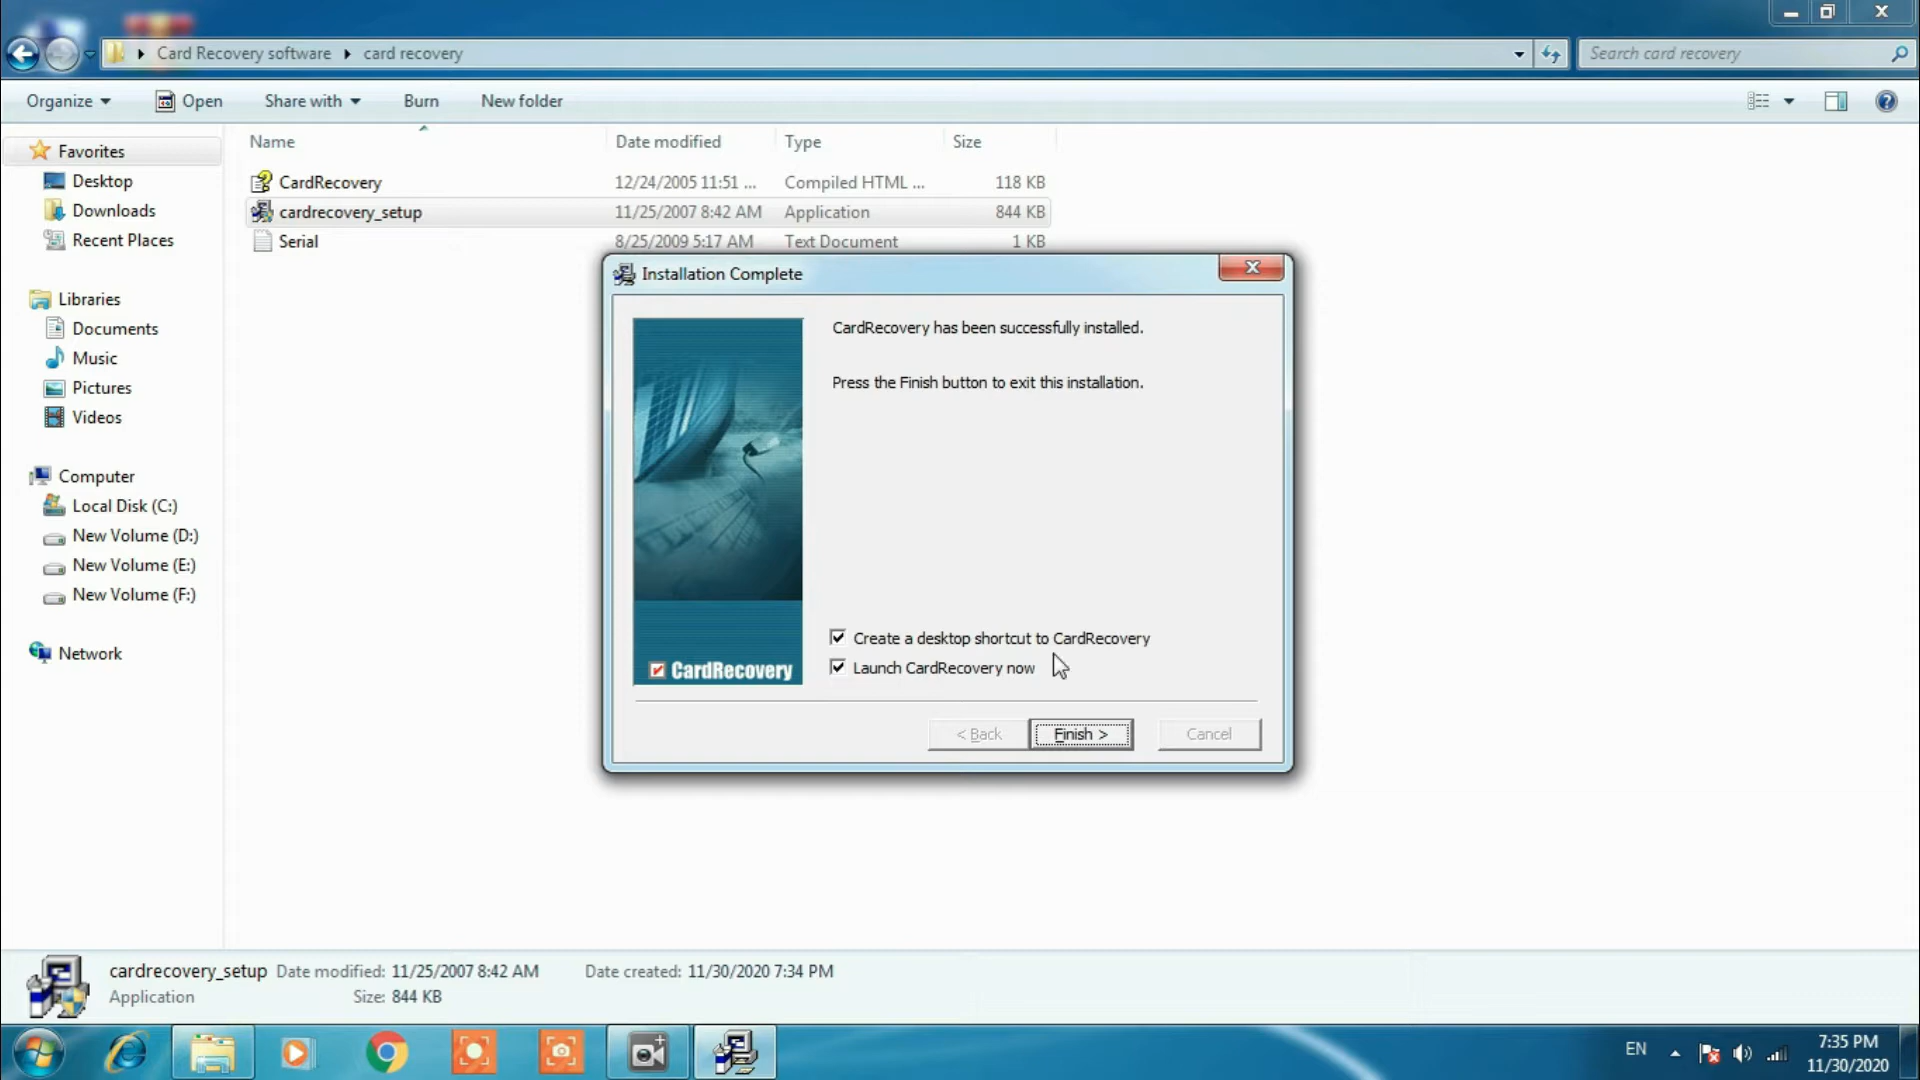 Card Recovery software card recovery
Search card recovery
Organize Open Share with Burn New folder
Name Date modified Type Size
Favorites
Desktop
Downloads
Recent Places
Libraries
Documents
Music
Pictures
Videos
Computer
Local Disk (C:)
New Volume (D:)
New Volume (E:)
New Volume (F:)
Network
CardRecovery 12/24/2005 11:51 ... Compiled HTML ... 118 KB
cardrecovery_setup 11/25/2007 8:42 AM Application 844 KB
Serial 8/25/2009 5:17 AM Text Document 1 KB
Installation Complete
CardRecovery has been successfully installed.
Press the Finish button to exit this installation.
Create a desktop shortcut to CardRecovery
Launch CardRecovery now
CardRecovery
< Back Finish > Cancel
cardrecovery_setup Date modified: 11/25/2007 8:42 AM Date created: 11/30/2020 7:34 PM
Application Size: 844 KB
EN
7:35 PM
11/30/2020